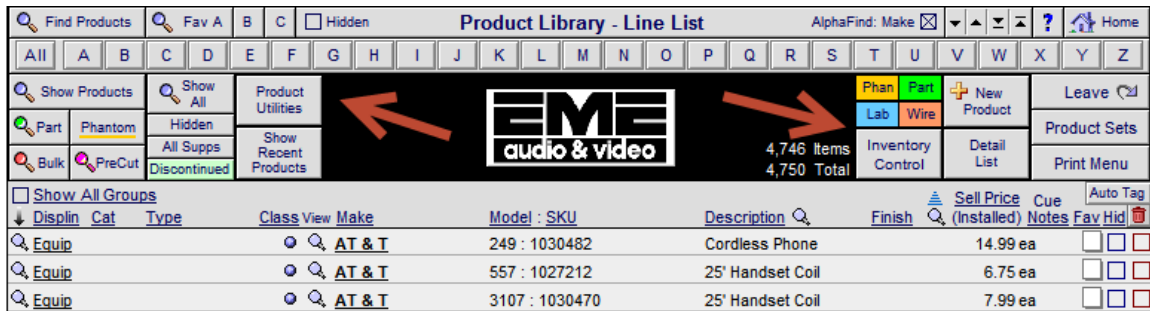 Find Products Fav A B C Hidden Product Library - Line List AlphaFind: Make ? Home
All A B C D E F G H I J K L M N O P Q R S T U V W X Y Z
Show Products Show All Product Utilities Phan Part New Product Leave
Part Phantom Hidden Lab Wire Product Sets
All Supps Show Recent Products EME audio & video 4,746 Items Inventory Control Detail List
Bulk PreCut Discontinued 4,750 Total Print Menu
Show All Groups Sell Price Cue Auto Tag
Displin Cat Type Class View Make Model : SKU Description Finish (Installed) Notes Fav Hid
Equip AT & T 249 : 1030482 Cordless Phone 14.99 ea
Equip AT & T 557 : 1027212 25' Handset Coil 6.75 ea
Equip AT & T 3107 : 1030470 25' Handset Coil 7.99 ea